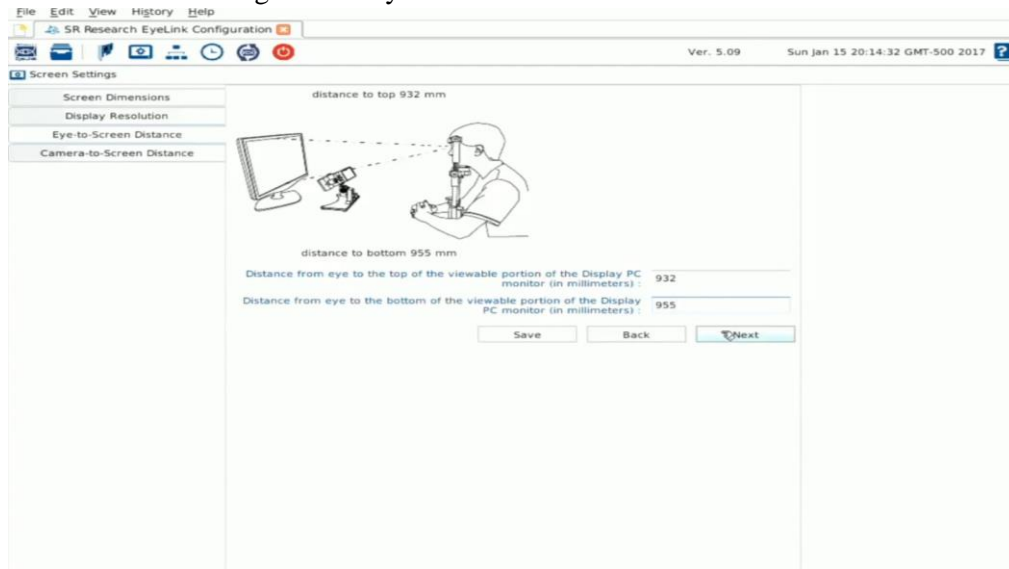 File Edit View History Help
SR Research EyeLink Configuration
Ver. 5.09 Sun Jan 15 20:14:32 GMT-500 2017 ?
Screen Settings
Screen Dimensions
Display Resolution
Eye-to-Screen Distance
Camera-to-Screen Distance
distance to top 932 mm
distance to bottom 955 mm
Distance from eye to the top of the viewable portion of the Display PC
monitor (in millimeters) : 932
Distance from eye to the bottom of the viewable portion of the Display
PC monitor (in millimeters) : 955
Save Back Next